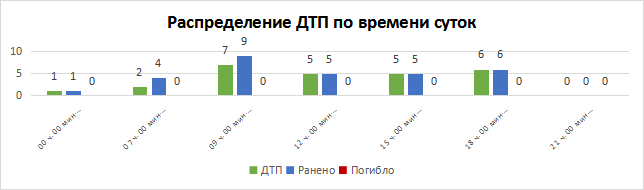 Распределение ДТП по времени суток
10
5
0
1 1 0
2 4 0
7 9 0
5 5 0
5 5 0
6 6 0
0 0 0
00 ч. 00 мин-...
07 ч. 00 мин-...
09 ч. 00 мин-...
12 ч. 00 мин-...
15 ч. 00 мин-...
18 ч. 00 мин-...
21 ч. 00 мин-...
ДТП Ранено Погибло